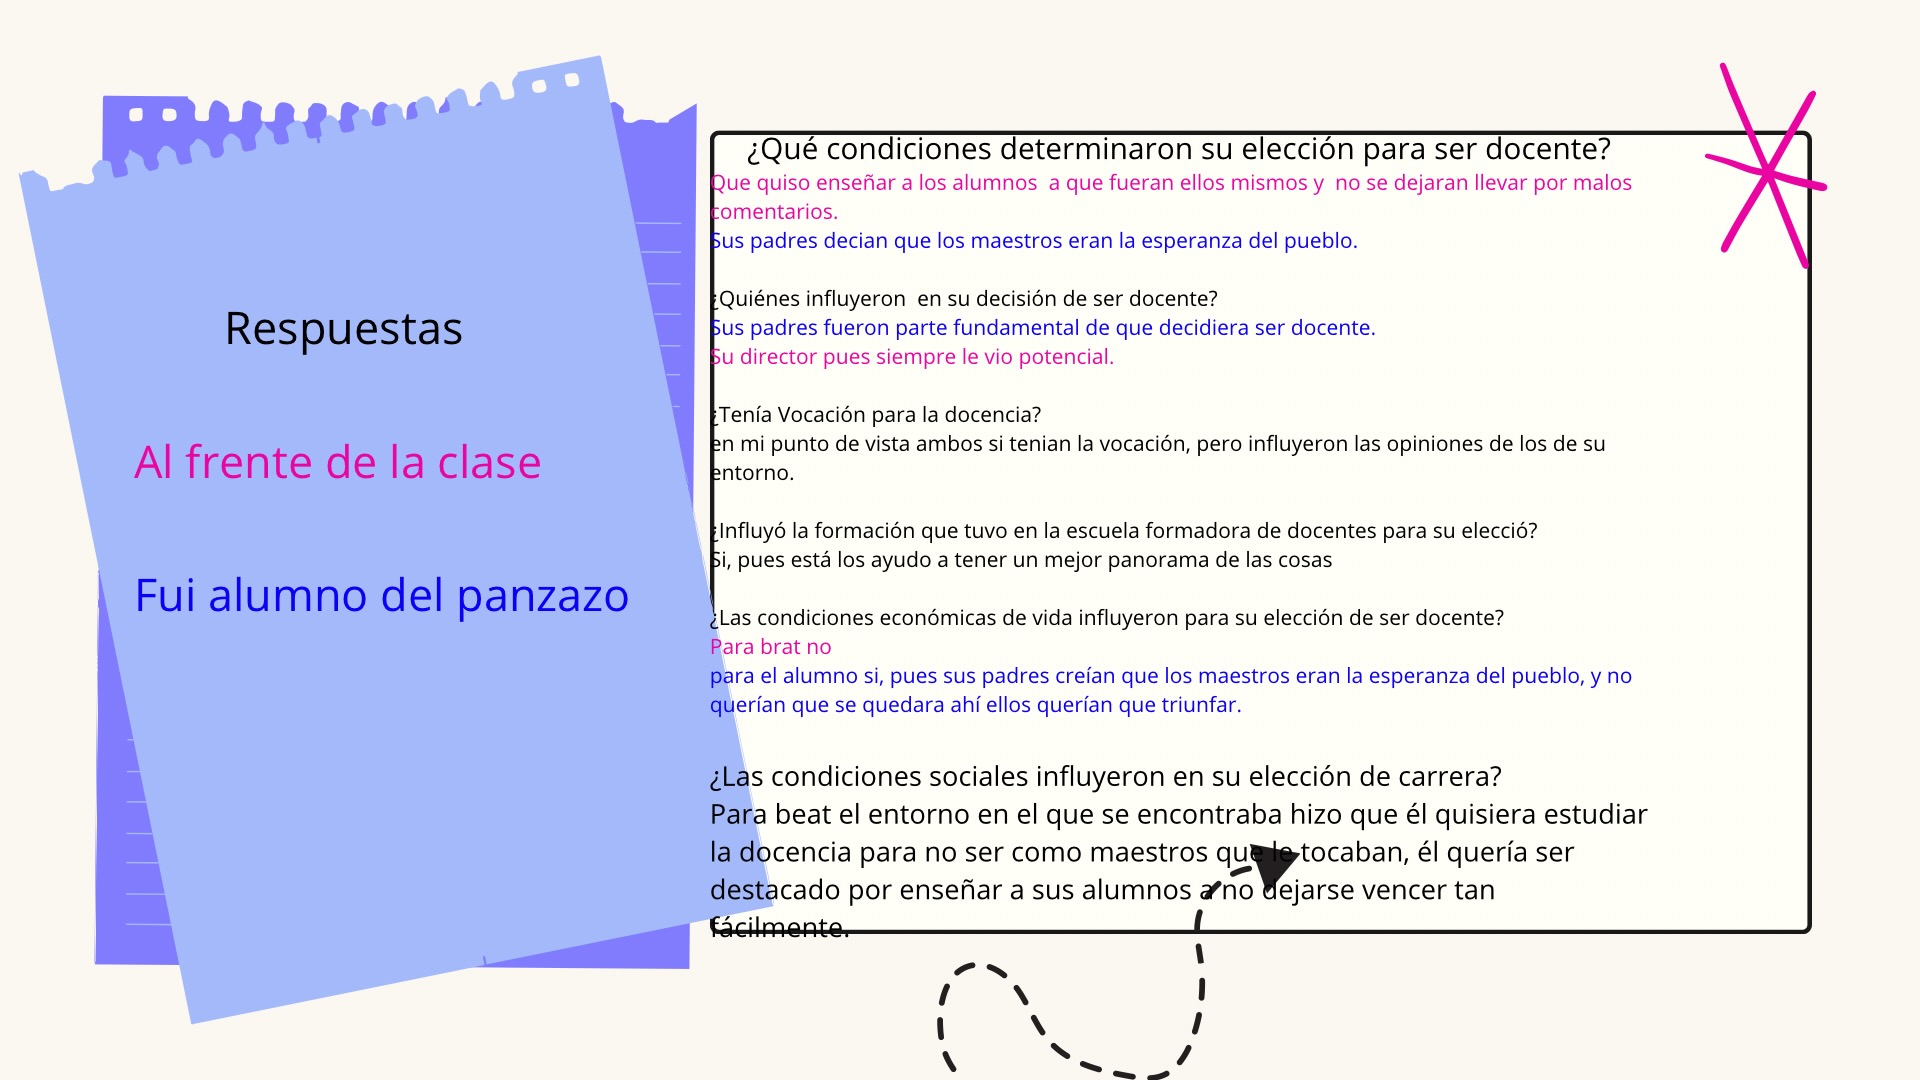 Respuestas
Al frente de la clase
Fui alumno del panzazo
¿Qué condiciones determinaron su elección para ser docente?
Que quiso enseñar a los alumnos  a que fueran ellos mismos y  no se dejaran llevar por malos
comentarios.
Sus padres decian que los maestros eran la esperanza del pueblo.
¿Quiénes influyeron  en su decisión de ser docente?
Sus padres fueron parte fundamental de que decidiera ser docente.
Su director pues siempre le vio potencial.
¿Tenía Vocación para la docencia?
en mi punto de vista ambos si tenian la vocación, pero influyeron las opiniones de los de su
entorno.
¿Influyó la formación que tuvo en la escuela formadora de docentes para su elecció?
Si, pues está los ayudo a tener un mejor panorama de las cosas
¿Las condiciones económicas de vida influyeron para su elección de ser docente?
Para brat no
para el alumno si, pues sus padres creían que los maestros eran la esperanza del pueblo, y no
querían que se quedara ahí ellos querían que triunfar.
¿Las condiciones sociales influyeron en su elección de carrera?
Para beat el entorno en el que se encontraba hizo que él quisiera estudiar
la docencia para no ser como maestros que le tocaban, él quería ser
destacado por enseñar a sus alumnos a no dejarse vencer tan
fácilmente.